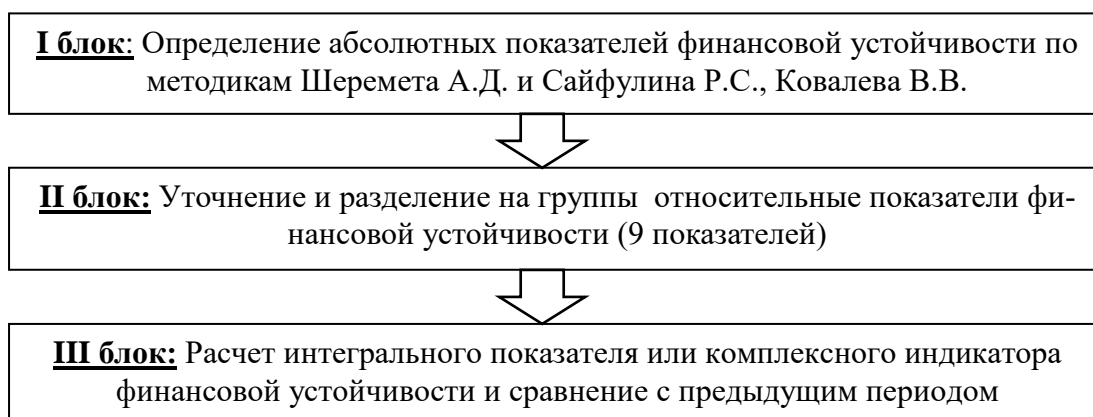 I блок: Определение абсолютных показателей финансовой устойчивости по
методикам Шеремета А.Д. и Сайфулина Р.С., Ковалева В.В.
II блок: Уточнение и разделение на группы относительные показатели фи-
нансовой устойчивости (9 показателей)
III блок: Расчет интегрального показателя или комплексного индикатора
финансовой устойчивости и сравнение с предыдущим периодом